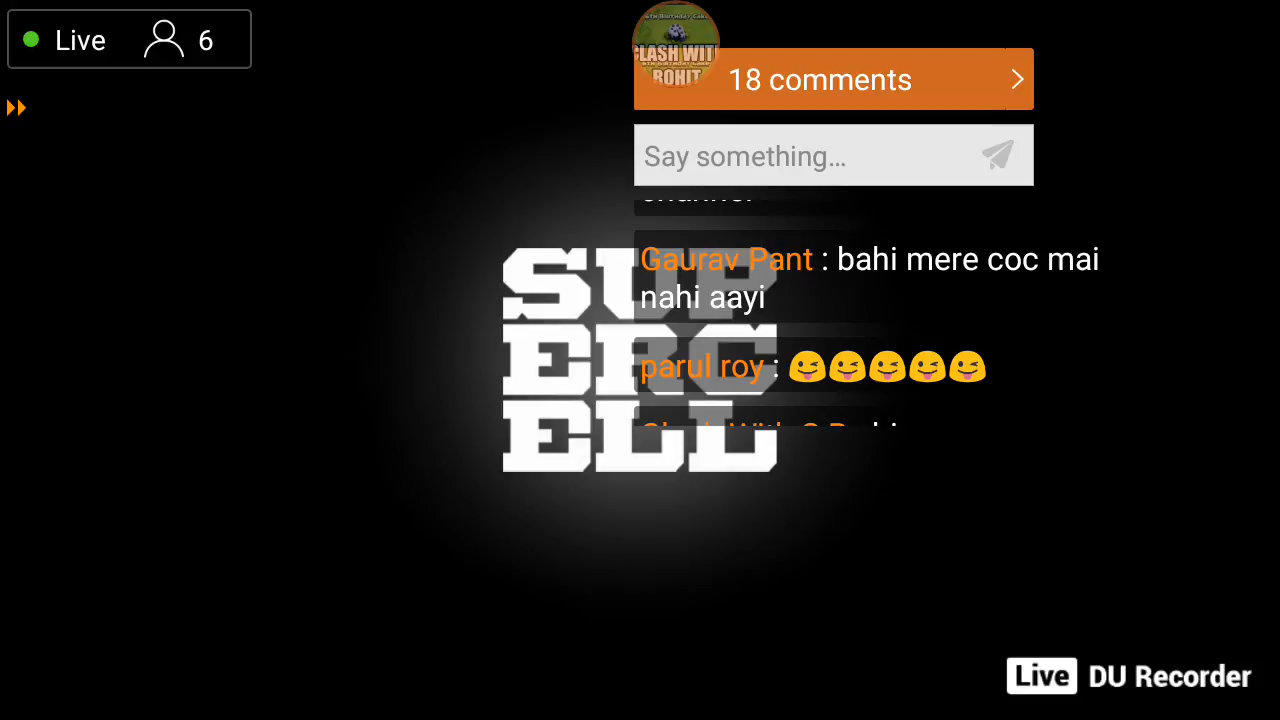 Live 6
CLASH WITH
ROHIT
18 comments
Say something...
channel
Gaurav Pant : bahi mere coc mai
nahi aayi
parul roy : 😜😜😜😜😜
SUP
ERC
ELL
Live DU Recorder